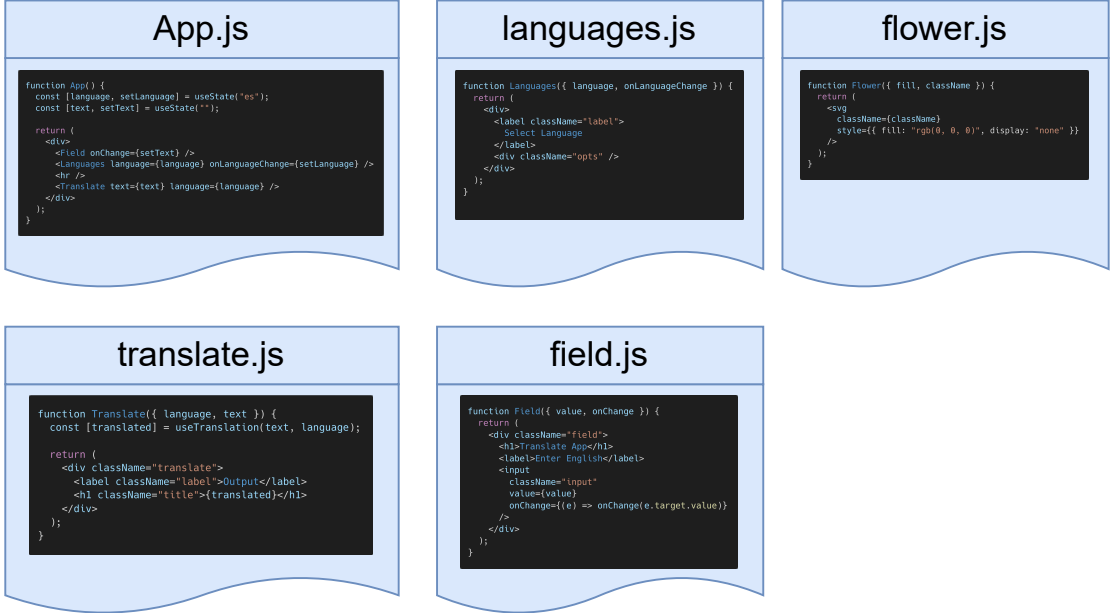 App.js
function App() {
  const [language, setLanguage] = useState("es");
  const [text, setText] = useState("");

  return (
    <div>
      <Field onChange={setText} />
      <Languages language={language} onLanguageChange={setLanguage} />
      <hr />
      <Translate text={text} language={language} />
    </div>
  );
}
languages.js
function Languages({ language, onLanguageChange }) {
  return (
    <div>
      <label className="label">
        Select Language
      </label>
      <div className="opts" />
    </div>
  );
}
flower.js
function Flower({ fill, className }) {
  return (
    <svg
      className={className}
      style={{ fill: "rgb(0, 0, 0)", display: "none" }}
    />
  );
}
translate.js
function Translate({ language, text }) {
  const [translated] = useTranslation(text, language);

  return (
    <div className="translate">
      <label className="label">Output</label>
      <h1 className="title">{translated}</h1>
    </div>
  );
}
field.js
function Field({ value, onChange }) {
  return (
    <div className="field">
      <h1>Translate App</h1>
      <label>Enter English</label>
      <input
        className="input"
        value={value}
        onChange={(e) => onChange(e.target.value)}
      />
    </div>
  );
}